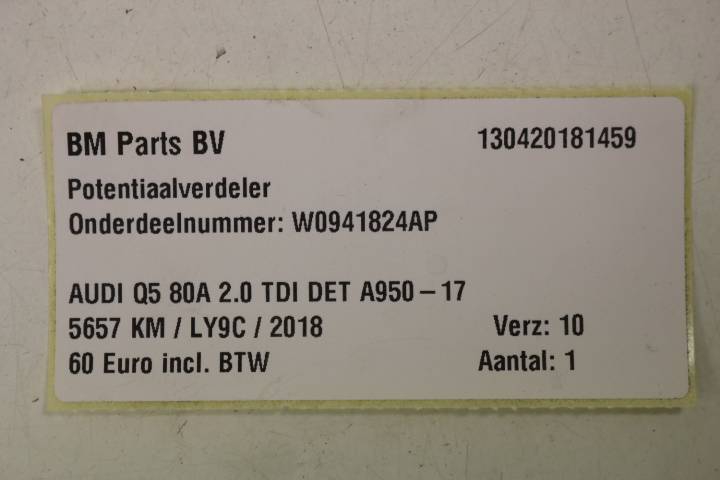 BM Parts BV 130420181459
Potentiaalverdeler
Onderdeelnummer: W0941824AP
AUDI Q5 80A 2.0 TDI DET A950 – 17
5657 KM / LY9C / 2018 Verz: 10
60 Euro incl. BTW Aantal: 1